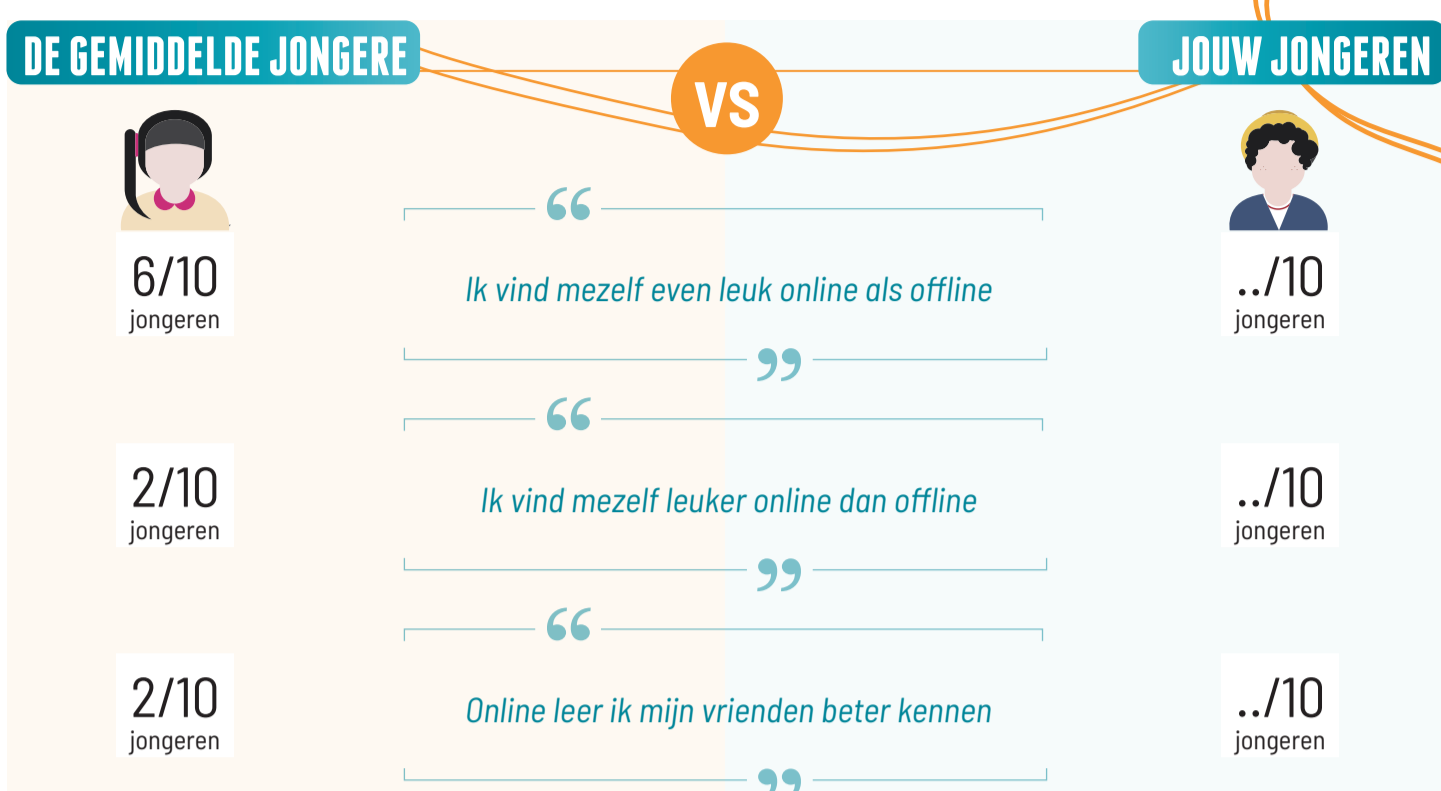 DE GEMIDDELDE JONGERE
VS
JOUW JONGEREN
“
6/10
jongeren
Ik vind mezelf even leuk online als offline
../10
jongeren
”
“
2/10
jongeren
Ik vind mezelf leuker online dan offline
../10
jongeren
”
“
2/10
jongeren
Online leer ik mijn vrienden beter kennen
../10
jongeren
”